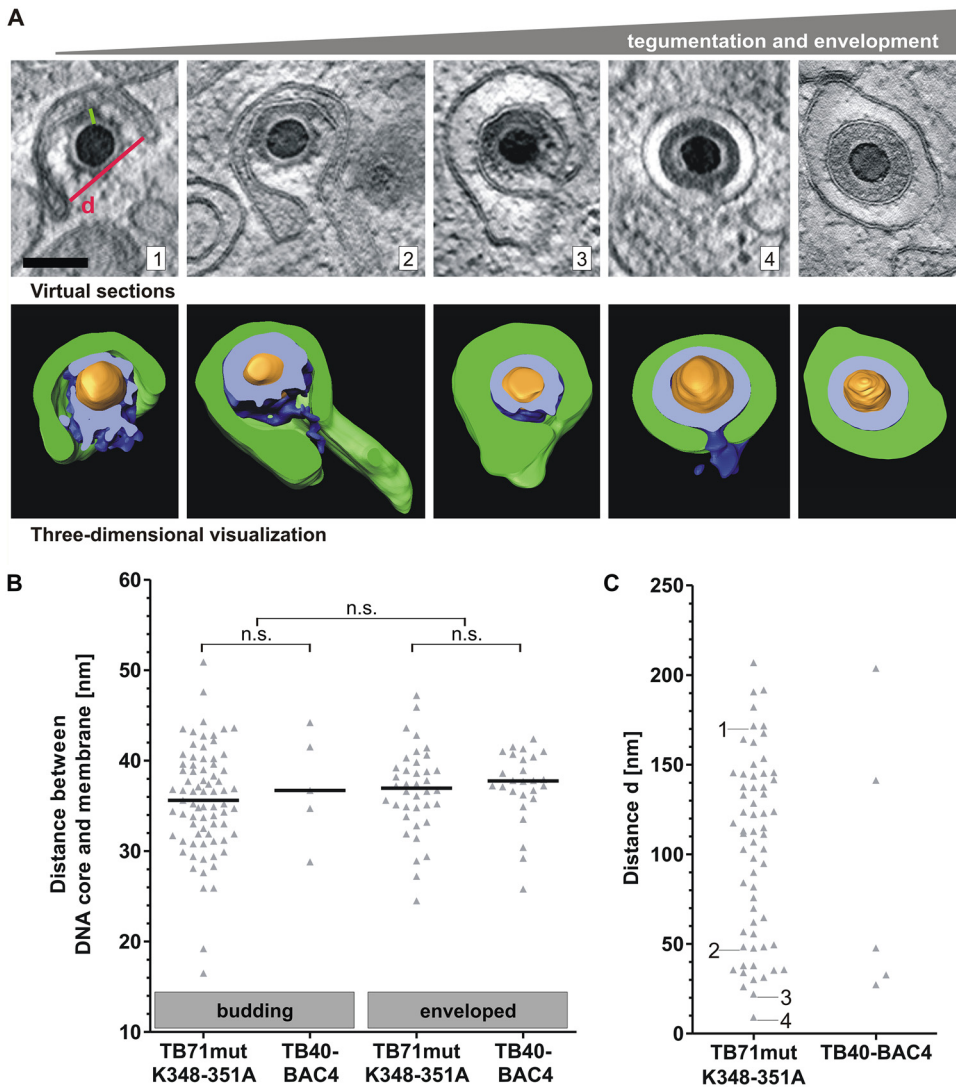 A
tegumentation and envelopment
d
1
2
3
4
Virtual sections
Three-dimensional visualization
B
Distance between
DNA core and membrane [nm]
60
50
40
30
20
10
n.s.
n.s.
n.s.
budding
enveloped
TB71mut
K348-351A
TB40-
BAC4
TB71mut
K348-351A
TB40-
BAC4
C
Distance d [nm]
250
200
150
100
50
0
1
2
3
4
TB71mut
K348-351A
TB40-BAC4